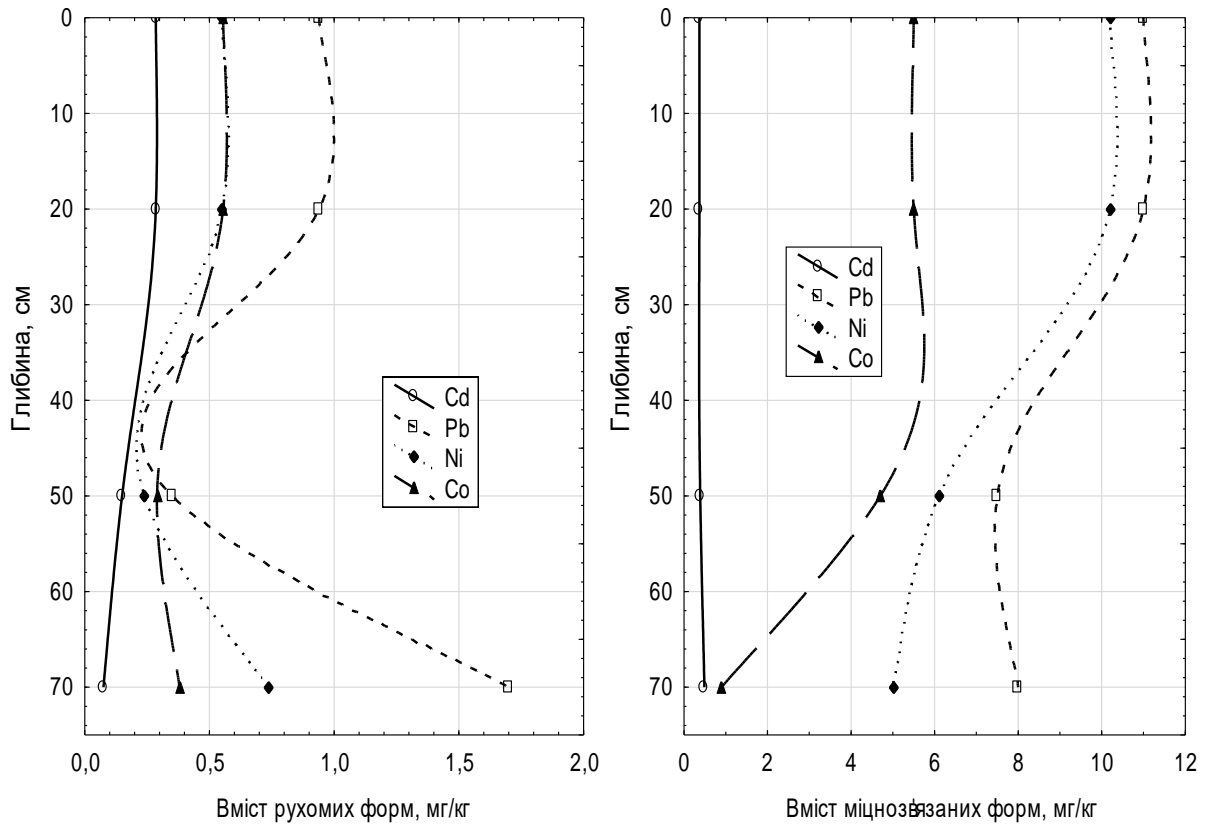 0
10
20
30
40
50
60
70
Глибина, см
0,0 0,5 1,0 1,5 2,0
Вміст рухомих форм, мг/кг
Cd
Pb
Ni
Co
0
10
20
30
40
50
60
70
Глибина, см
0 2 4 6 8 10 12
Вміст міцнозв'язаних форм, мг/кг
Cd
Pb
Ni
Co